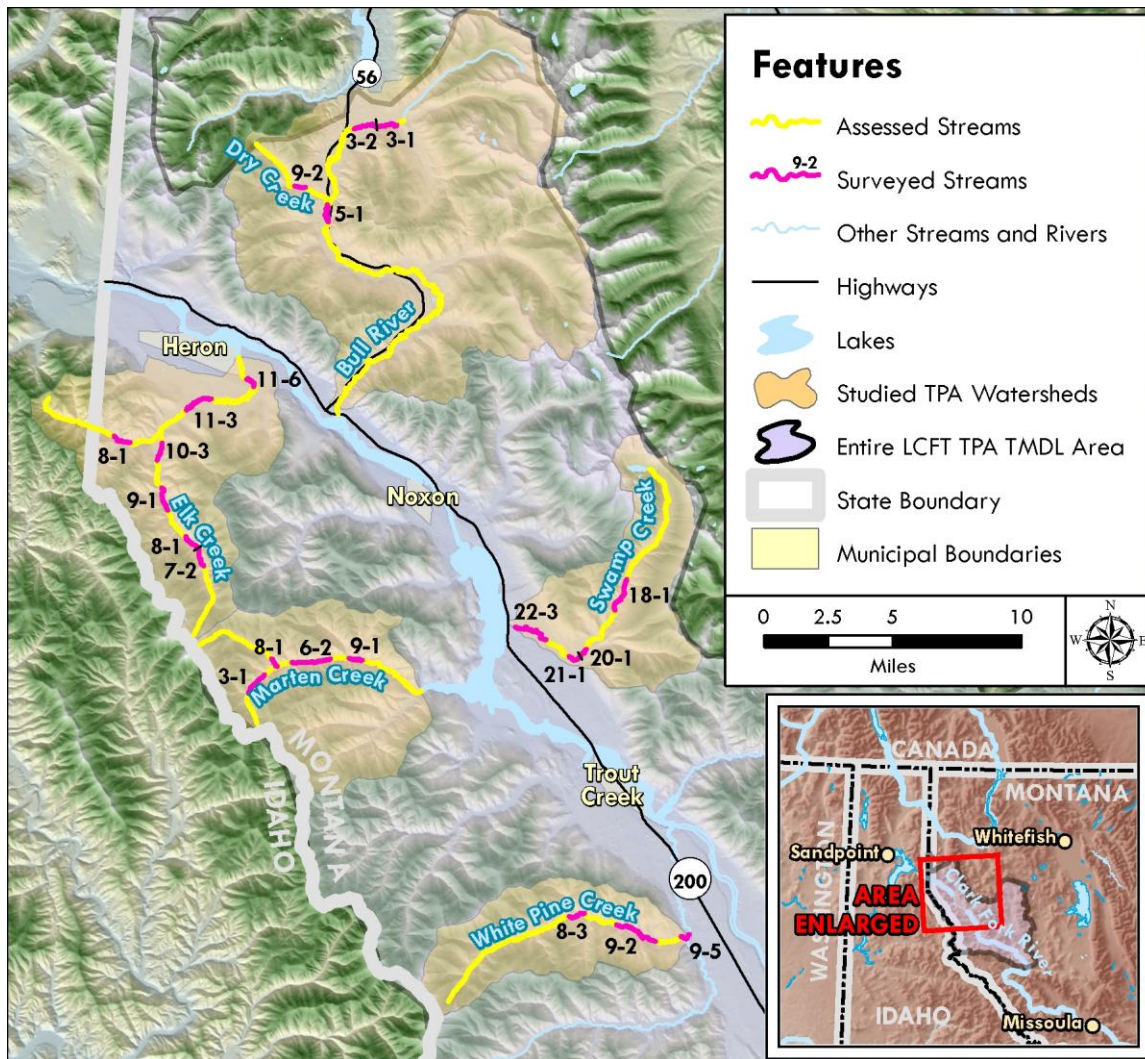 56
3-2
3-1
Dry Creek
9-2
5-1
Bull River
Heron
11-6
11-3
8-1
10-3
9-1
Elk Creek
8-1
7-2
Noxon
Swamp Creek
18-1
22-3
20-1
21-1
8-1
6-2
9-1
3-1
Marten Creek
MONTANA
IDAHO
Trout
Creek
200
White Pine Creek
8-3
9-2
9-5
Features
Assessed Streams
9-2
Surveyed Streams
Other Streams and Rivers
Highways
Lakes
Studied TPA Watersheds
Entire LCFT TPA TMDL Area
State Boundary
Municipal Boundaries
0 2.5 5 10
Miles
N
W E
S
CANADA
MONTANA
WASHINGTON
Sandpoint
Whitefish
AREA
ENLARGED
Clark Fork River
IDAHO
Missoula